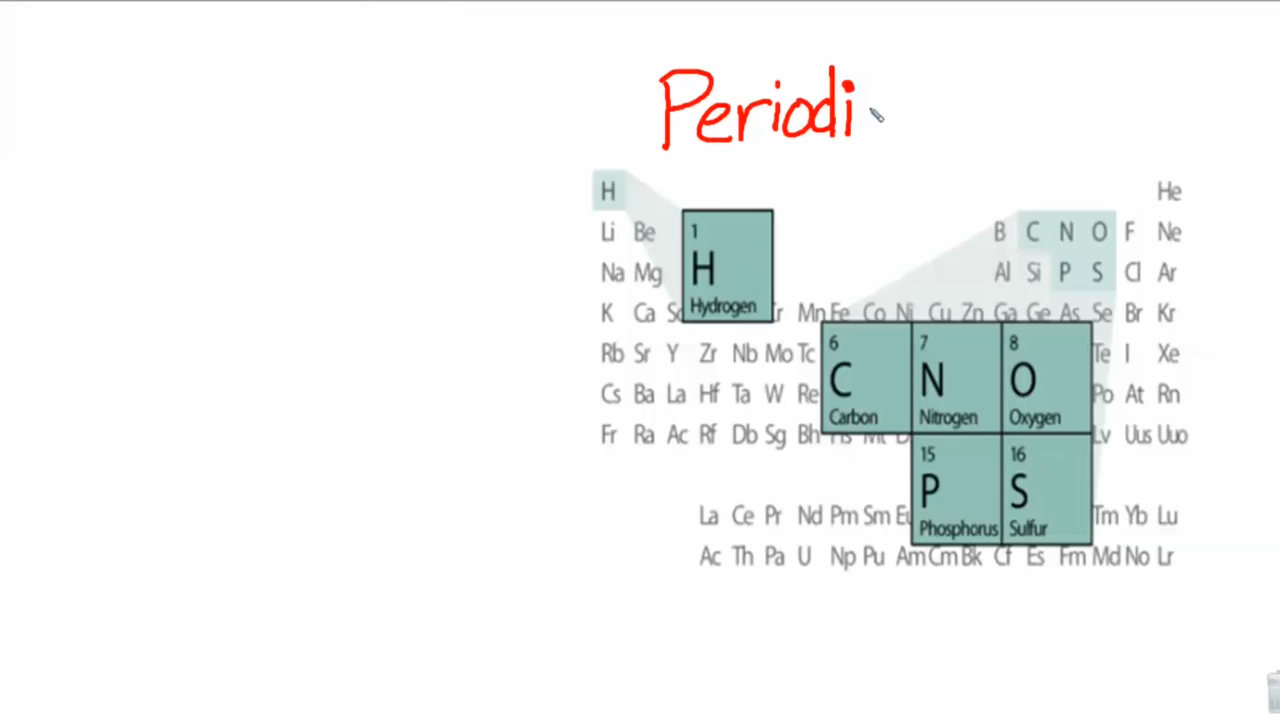 Periodi
H He
Li Be B C N O F Ne
Na Mg Al Si P S Cl Ar
K Ca Mn Fe Co Ni Cu Zn Ga Ge As Se Br Kr
Rb Sr Y Zr Nb Mo Tc Te I Xe
Cs Ba La Hf Ta W Re Po At Rn
Fr Ra Ac Rf Db Sg Bh Lv Uus Uuo
La Ce Pr Nd Pm Sm Tm Yb Lu
Ac Th Pa U Np Pu Am Cm Bk Cf Es Fm Md No Lr
1
H
Hydrogen
6 7 8
C N O
Carbon Nitrogen Oxygen
15 16
P S
Phosphorus Sulfur